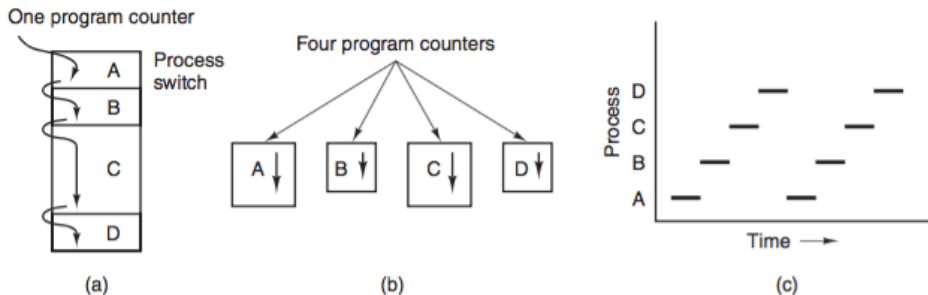 One program counter
Process
switch
A
B
C
D
(a)
Four program counters
A
B
C
D
(b)
Process
D
C
B
A
Time
(c)